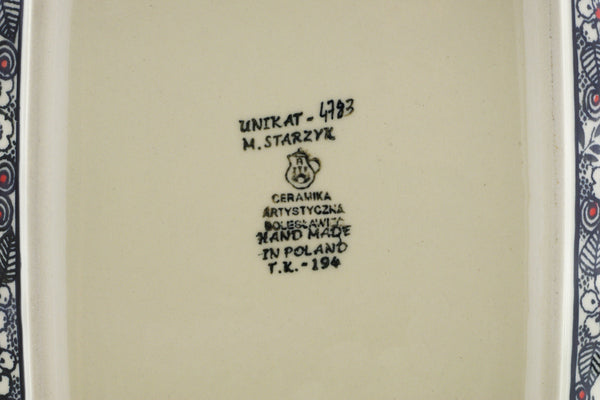 UNIKAT - 4783
M. STARZYK
CERAMIKA
ARTYSTYCZNA
BOLESŁAWIEC
HAND MADE
IN POLAND
T.K. - 194